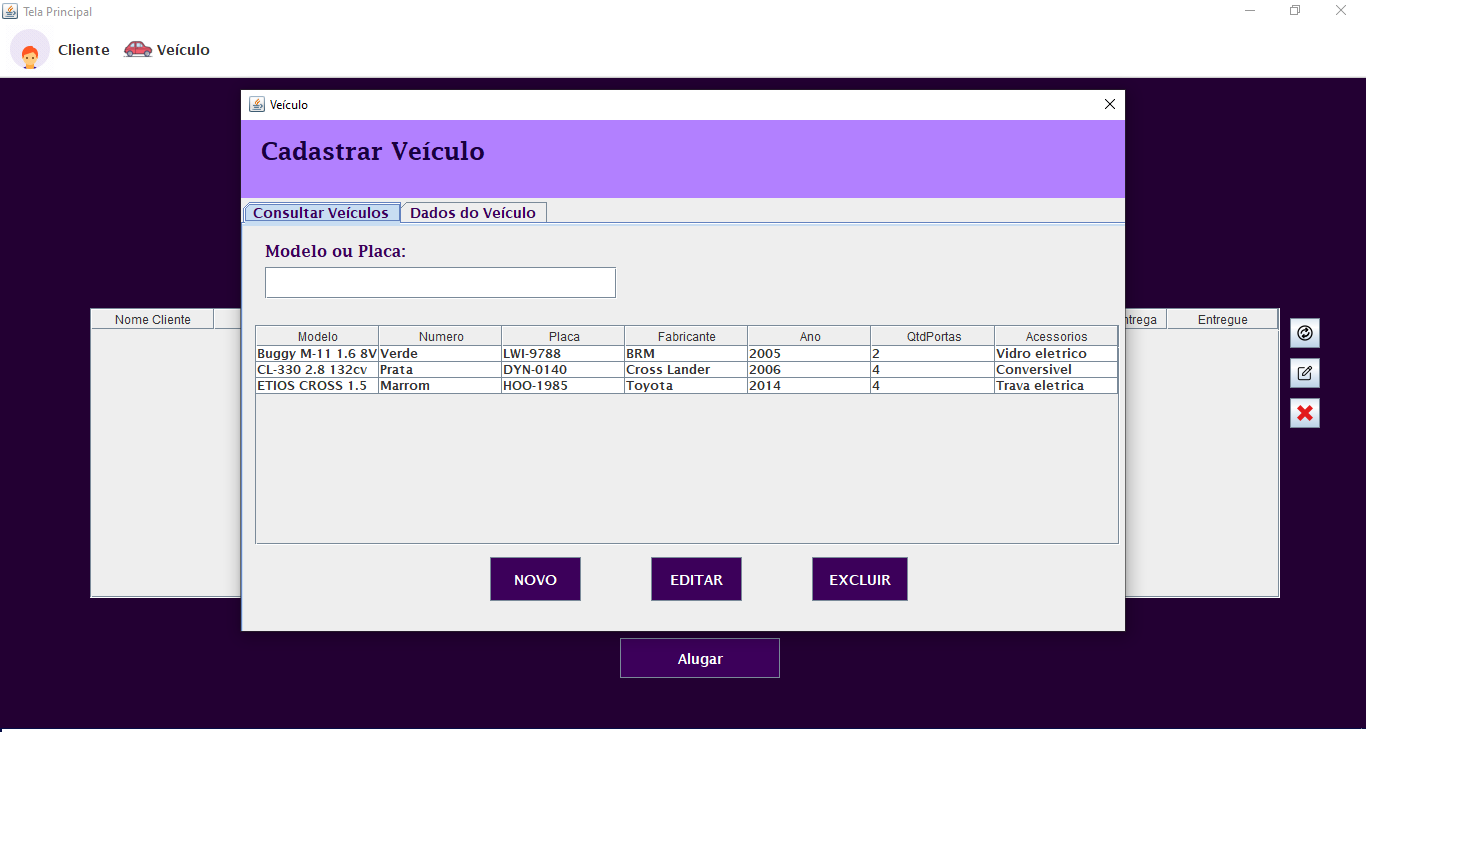 Tela Principal
Cliente Veículo
Veículo
Cadastrar Veículo
Consultar Veículos Dados do Veículo
Modelo ou Placa:
Nome Cliente ntrega Entregue
Modelo Numero Placa Fabricante Ano QtdPortas Acessorios
Buggy M-11 1.6 8V Verde LWI-9788 BRM 2005 2 Vidro eletrico
CL-330 2.8 132cv Prata DYN-0140 Cross Lander 2006 4 Conversivel
ETIOS CROSS 1.5 Marrom HOO-1985 Toyota 2014 4 Trava eletrica
NOVO EDITAR EXCLUIR
Alugar